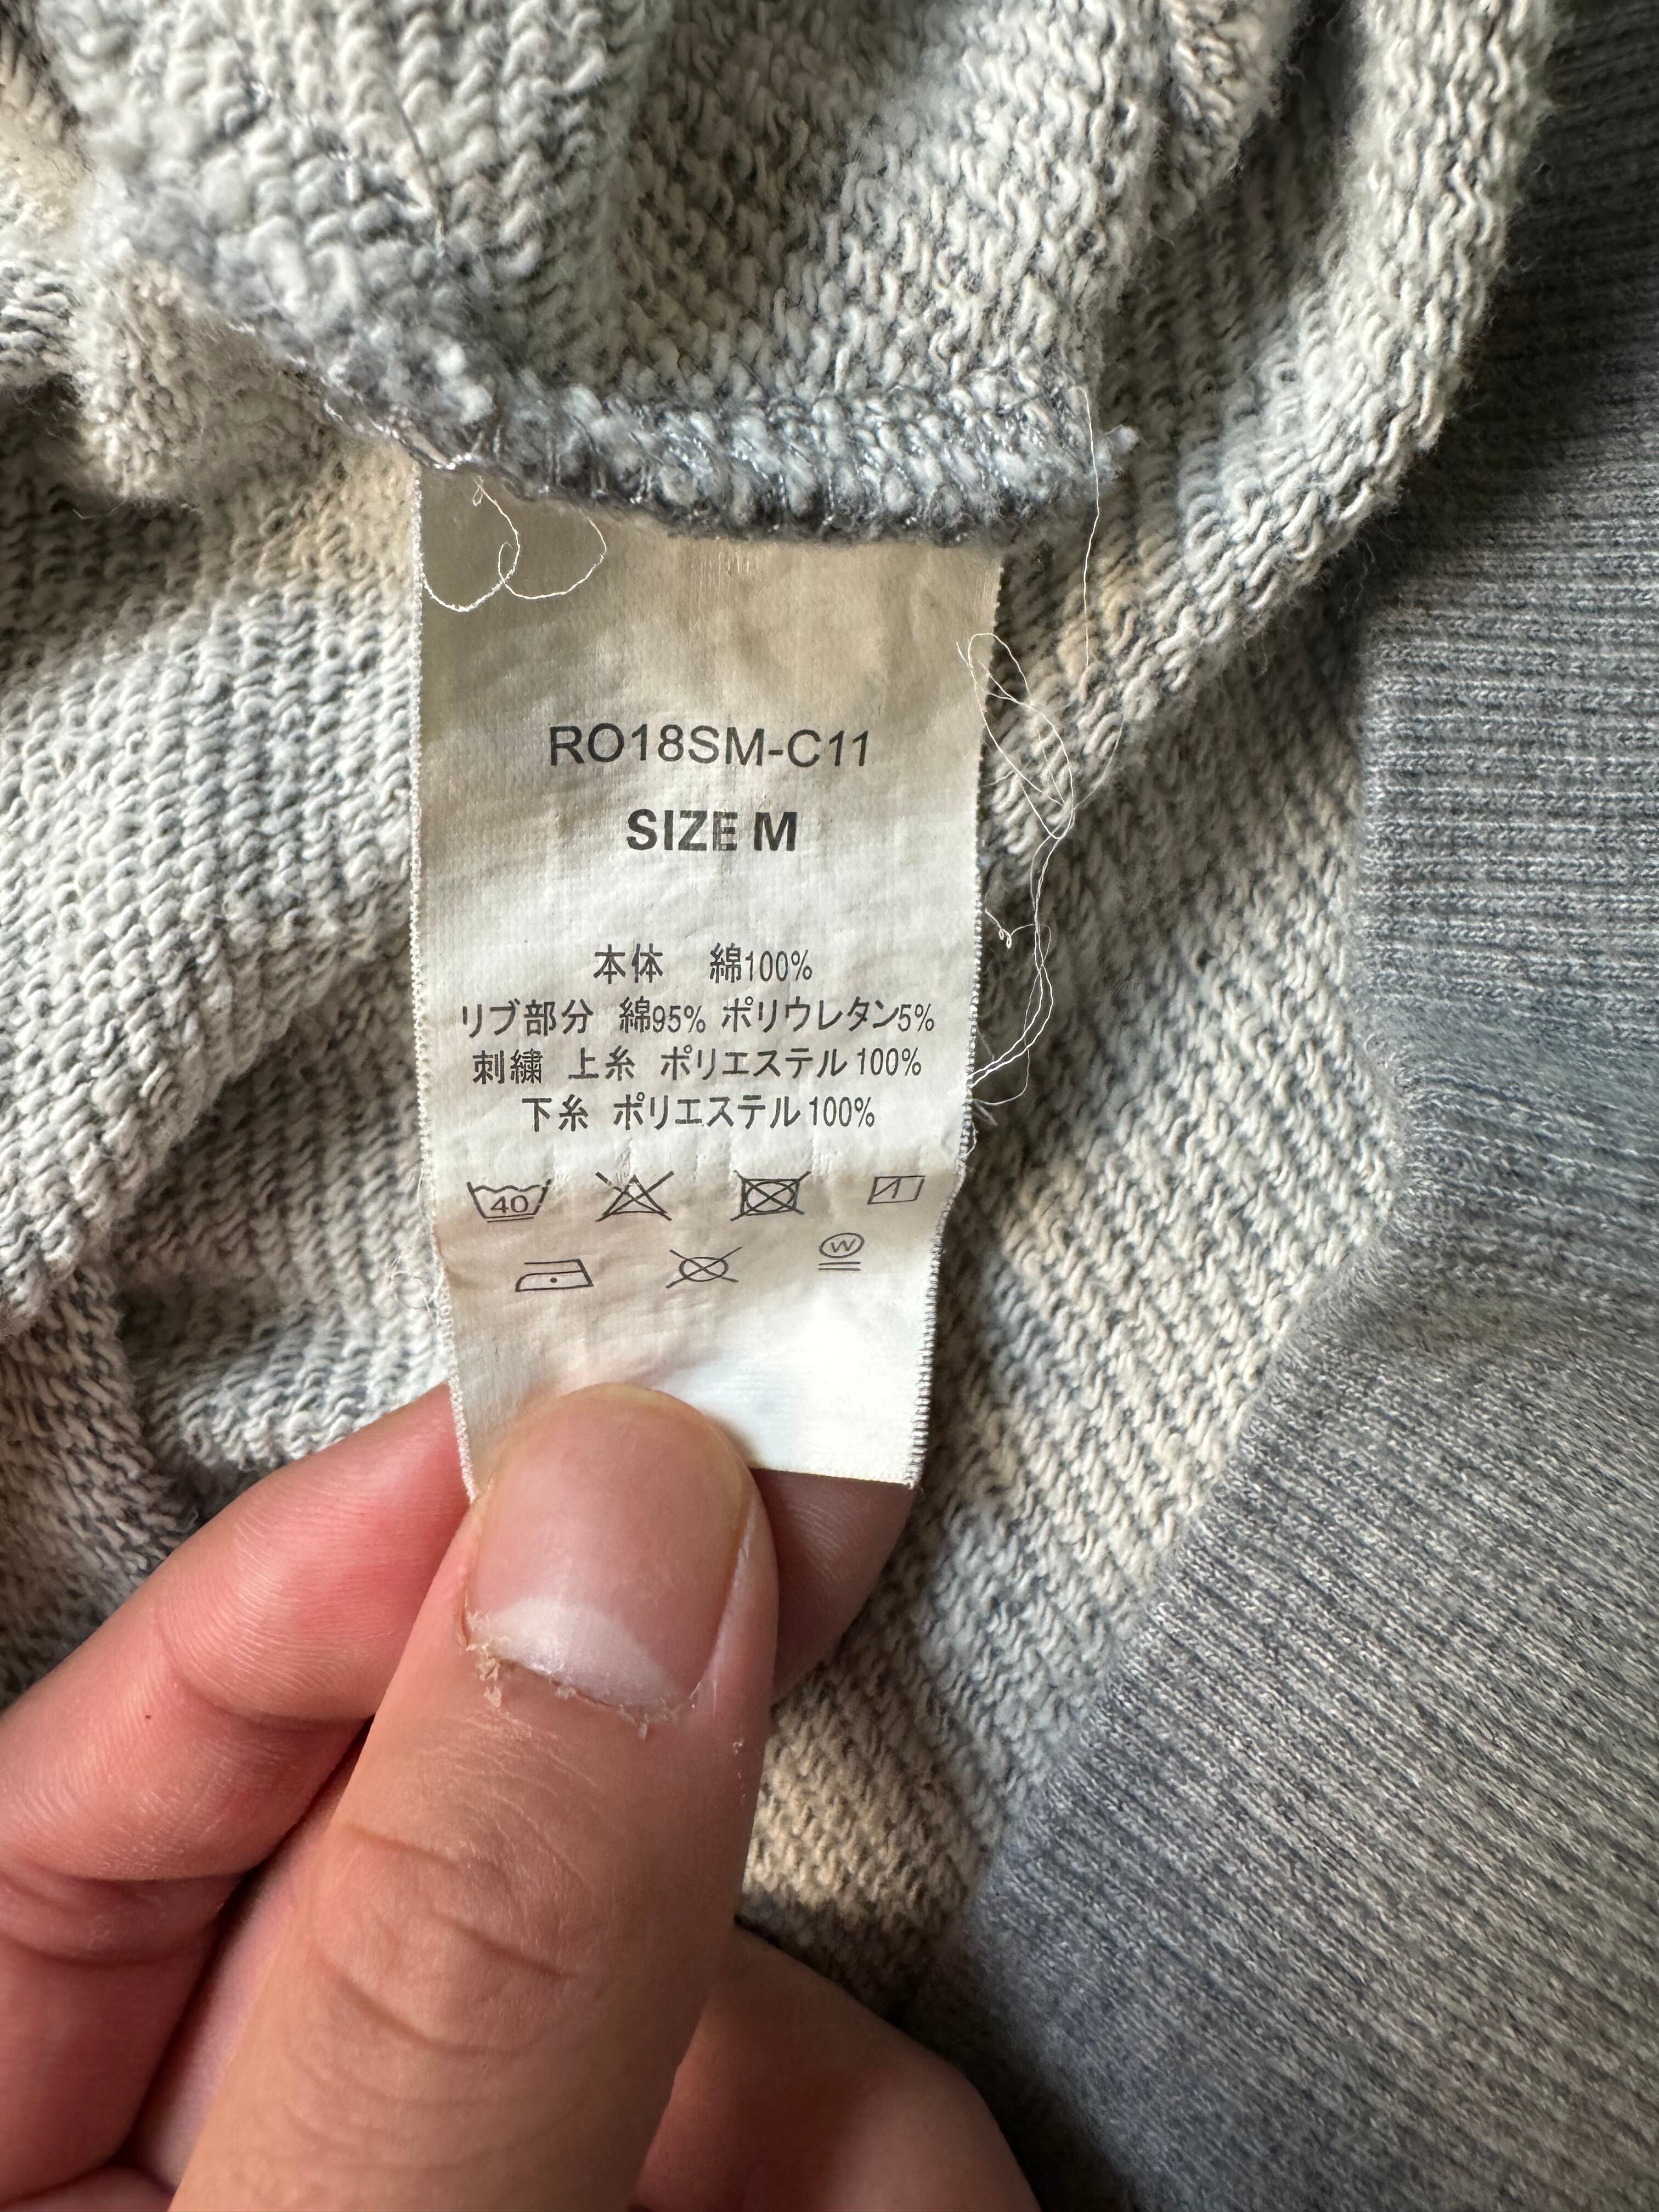 RO18SM-C11
SIZE M
本体 綿100%
リブ部分 綿95% ポリウレタン5%
刺繍 上糸 ポリエステル100%
下糸 ポリエステル100%
40
W